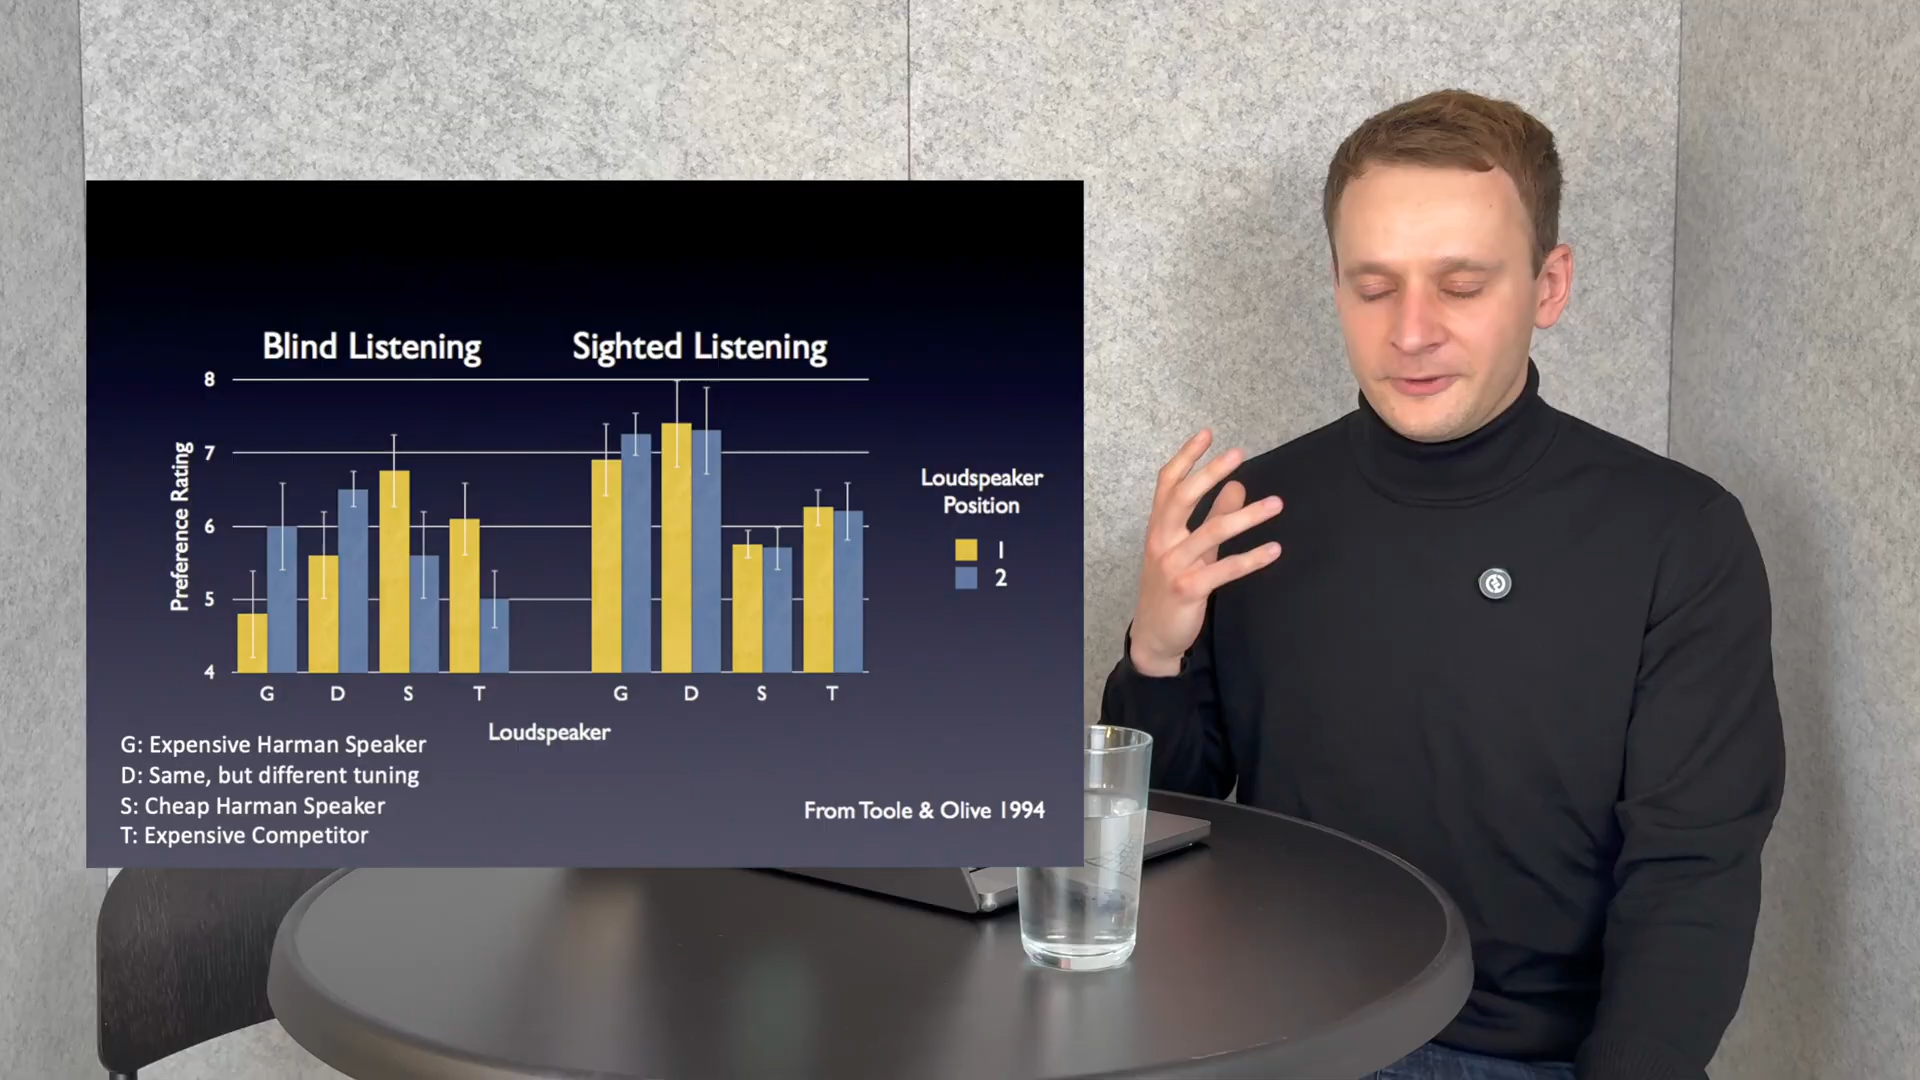 Blind Listening
Sighted Listening
8
7
6
5
4
Preference Rating
G D S T
G D S T
Loudspeaker
Loudspeaker
Position
1
2
G: Expensive Harman Speaker
D: Same, but different tuning
S: Cheap Harman Speaker
T: Expensive Competitor
From Toole & Olive 1994